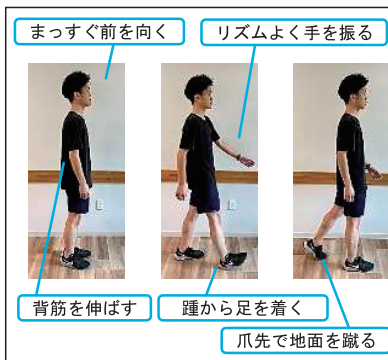 まっすぐ前を向く
リズムよく手を振る
背筋を伸ばす
踵から足を着く
爪先で地面を蹴る